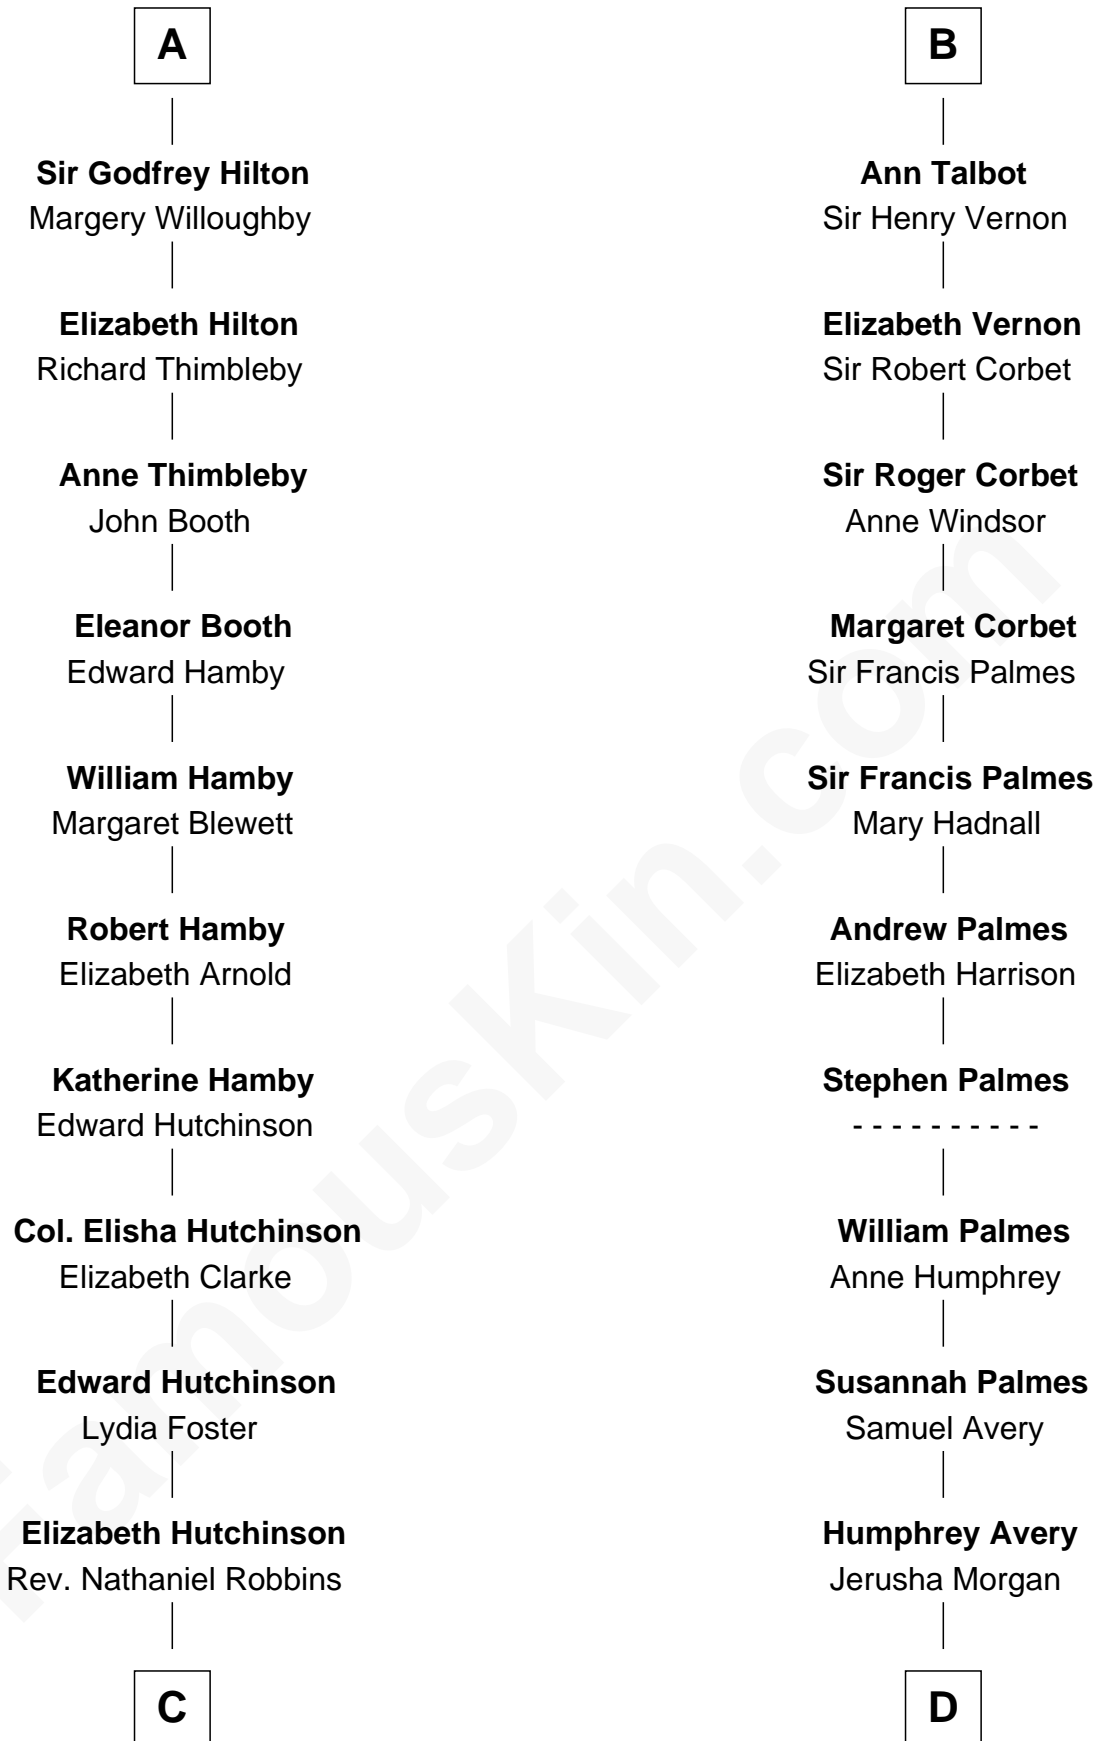 A
Sir Godfrey Hilton
Margery Willoughby
Elizabeth Hilton
Richard Thimbleby
Anne Thimbleby
John Booth
Eleanor Booth
Edward Hamby
William Hamby
Margaret Blewett
Robert Hamby
Elizabeth Arnold
Katherine Hamby
Edward Hutchinson
Col. Elisha Hutchinson
Elizabeth Clarke
Edward Hutchinson
Lydia Foster
Elizabeth Hutchinson
Rev. Nathaniel Robbins
C
B
Ann Talbot
Sir Henry Vernon
Elizabeth Vernon
Sir Robert Corbet
Sir Roger Corbet
Anne Windsor
Margaret Corbet
Sir Francis Palmes
Sir Francis Palmes
Mary Hadnall
Andrew Palmes
Elizabeth Harrison
Stephen Palmes
- - - - - - - - - -
William Palmes
Anne Humphrey
Susannah Palmes
Samuel Avery
Humphrey Avery
Jerusha Morgan
D
FamousKin.com